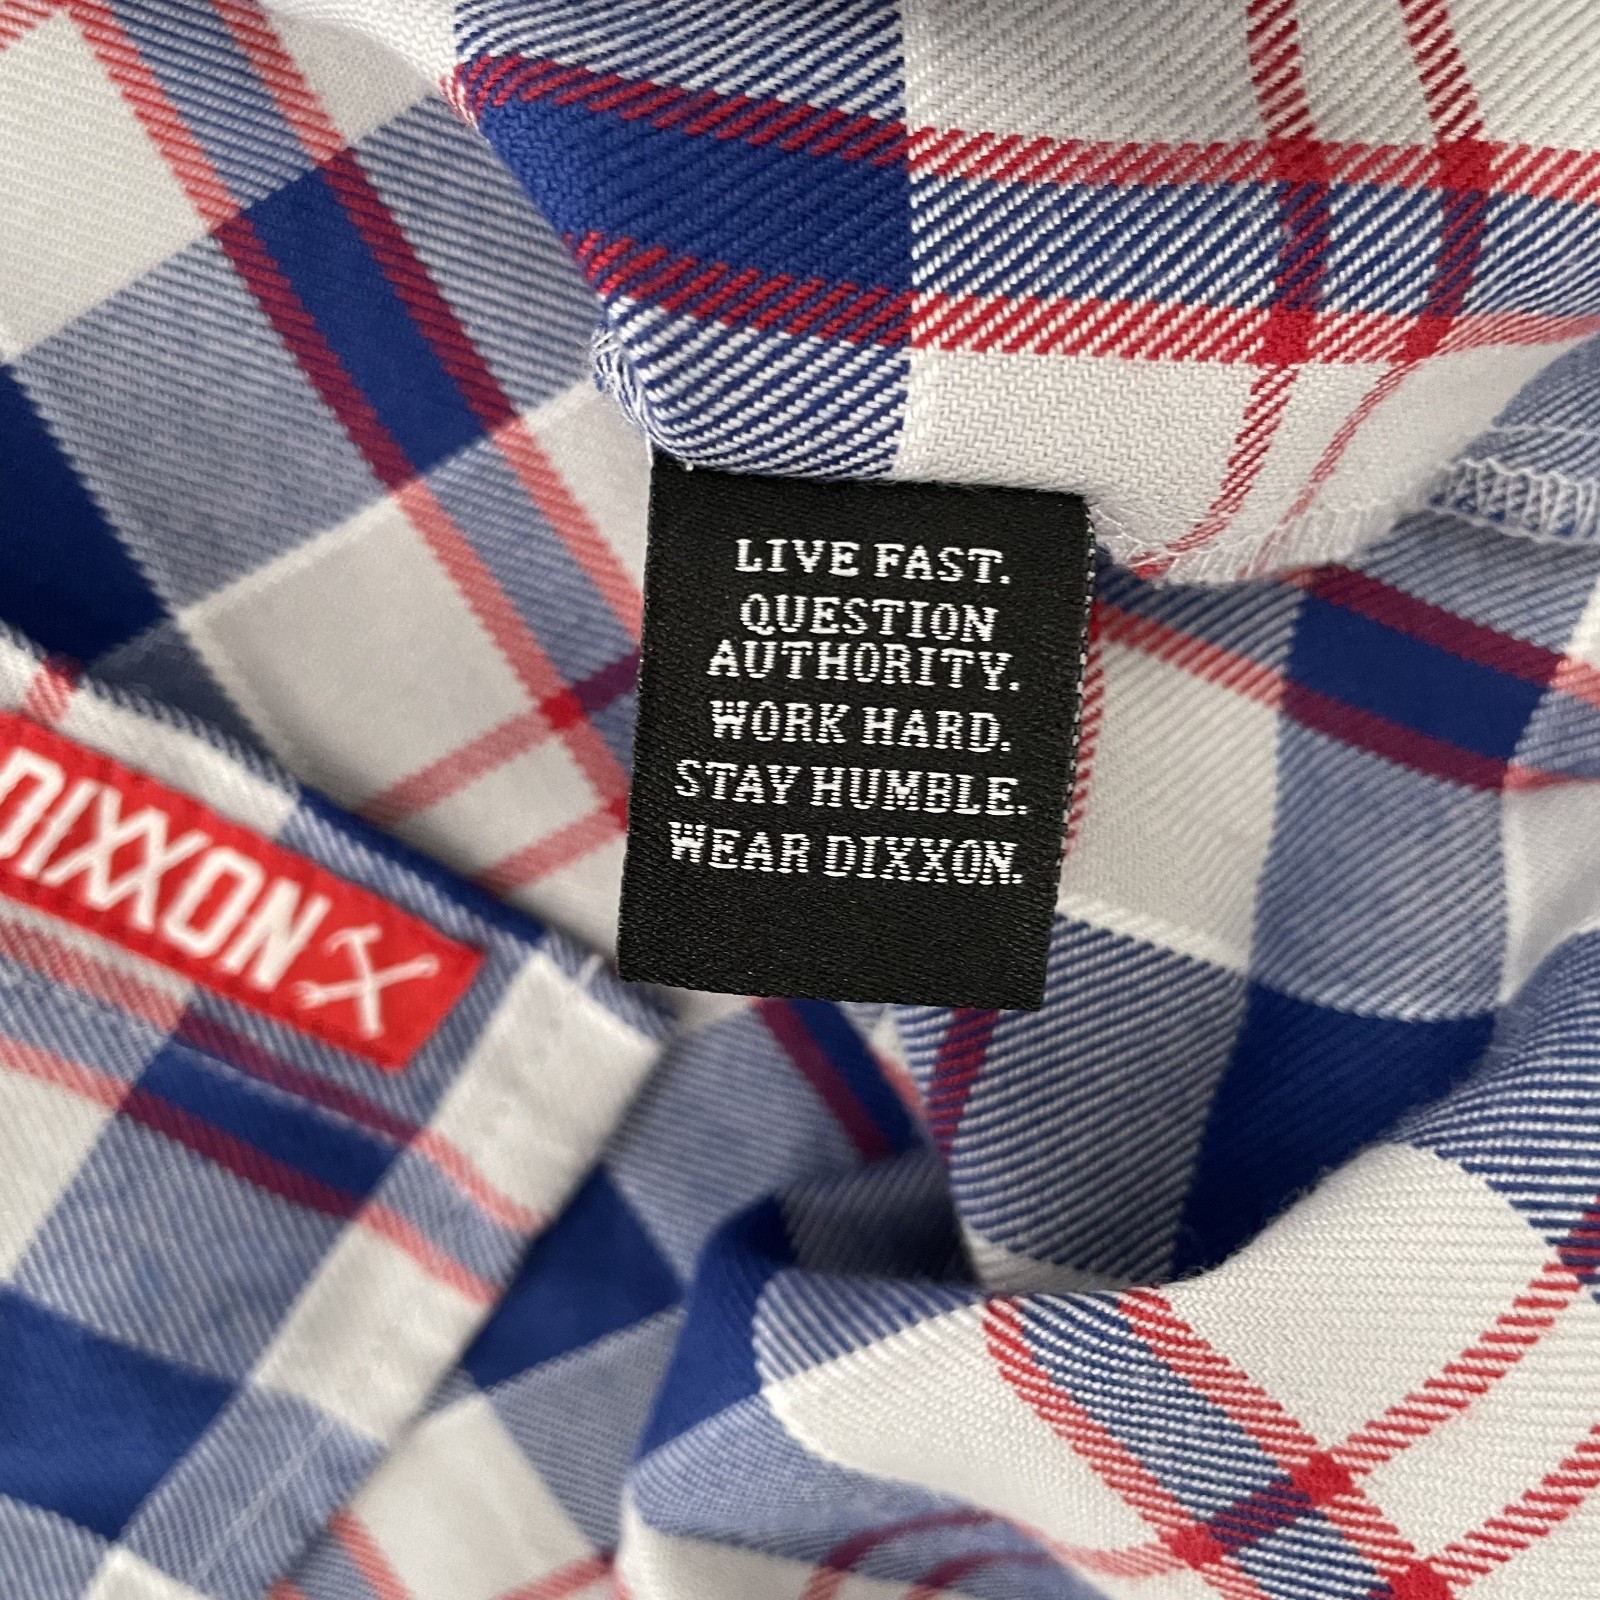 LIVE FAST.
QUESTION
AUTHORITY.
WORK HARD.
STAY HUMBLE.
WEAR DIXXON.
DIXXON